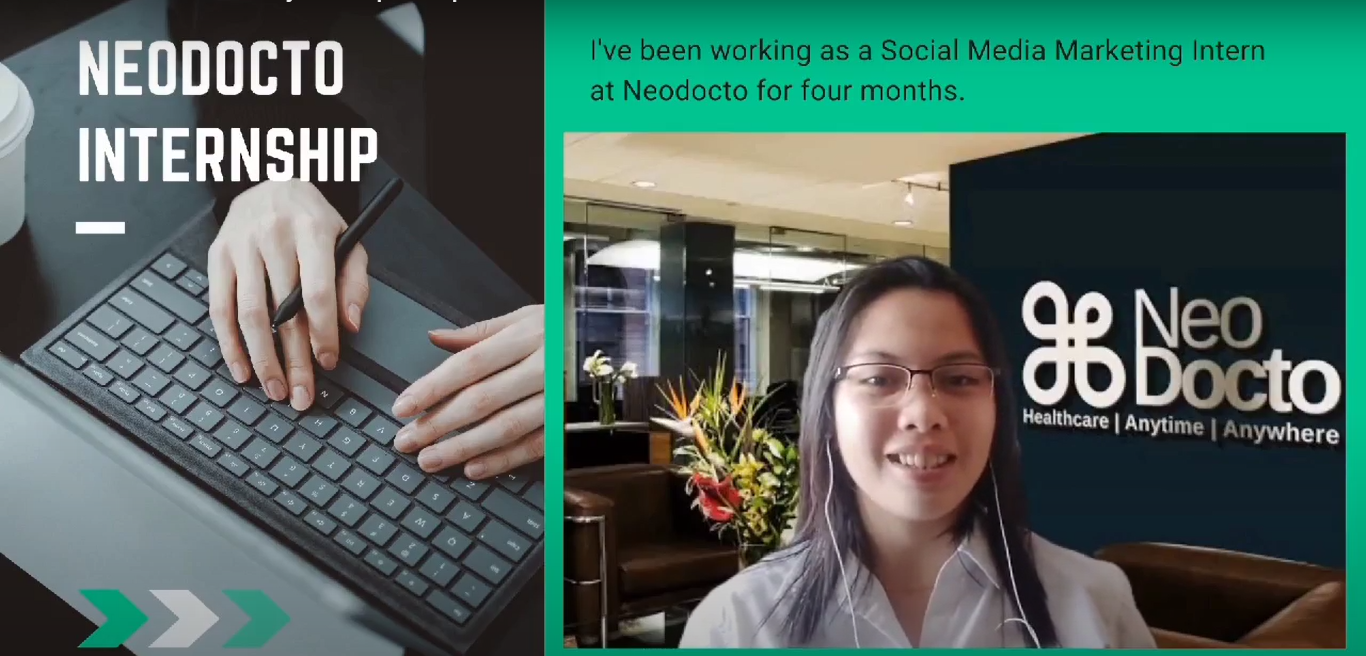 NEODOCTO
INTERNSHIP
I've been working as a Social Media Marketing Intern
at Neodocto for four months.
Neo
Docto
Healthcare | Anytime | Anywhere